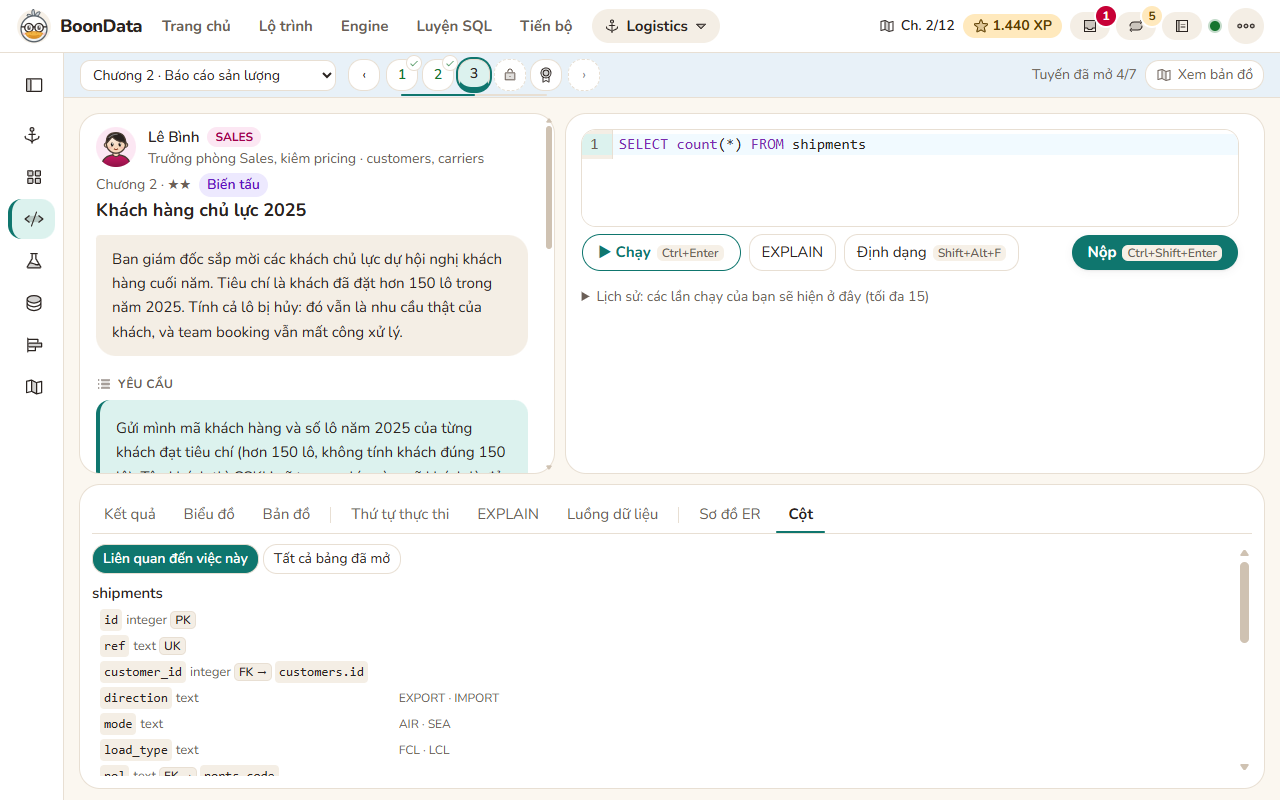 BoonData Trang chủ Lộ trình Engine Luyện SQL Tiến bộ Logistics Ch. 2/12 1.440 XP 1 5
Chương 2 · Báo cáo sản lượng 1 2 3 Tuyến đã mở 4/7 Xem bản đồ
Lê Bình SALES
Trưởng phòng Sales, kiêm pricing · customers, carriers
Chương 2 · ★★ Biến tấu
Khách hàng chủ lực 2025
Ban giám đốc sắp mời các khách chủ lực dự hội nghị khách
hàng cuối năm. Tiêu chí là khách đã đặt hơn 150 lô trong
năm 2025. Tính cả lô bị hủy: đó vẫn là nhu cầu thật của
khách, và team booking vẫn mất công xử lý.
YÊU CẦU
Gửi mình mã khách hàng và số lô năm 2025 của từng
khách đạt tiêu chí (hơn 150 lô, không tính khách đúng 150
1 SELECT count(*) FROM shipments
Chạy Ctrl+Enter EXPLAIN Định dạng Shift+Alt+F Nộp Ctrl+Shift+Enter
Lịch sử: các lần chạy của bạn sẽ hiện ở đây (tối đa 15)
Kết quả Biểu đồ Bản đồ Thứ tự thực thi EXPLAIN Luồng dữ liệu Sơ đồ ER Cột
Liên quan đến việc này Tất cả bảng đã mở
shipments
id integer PK
ref text UK
customer_id integer FK → customers.id
direction text EXPORT · IMPORT
mode text AIR · SEA
load_type text FCL · LCL
pol text FK → ports.code